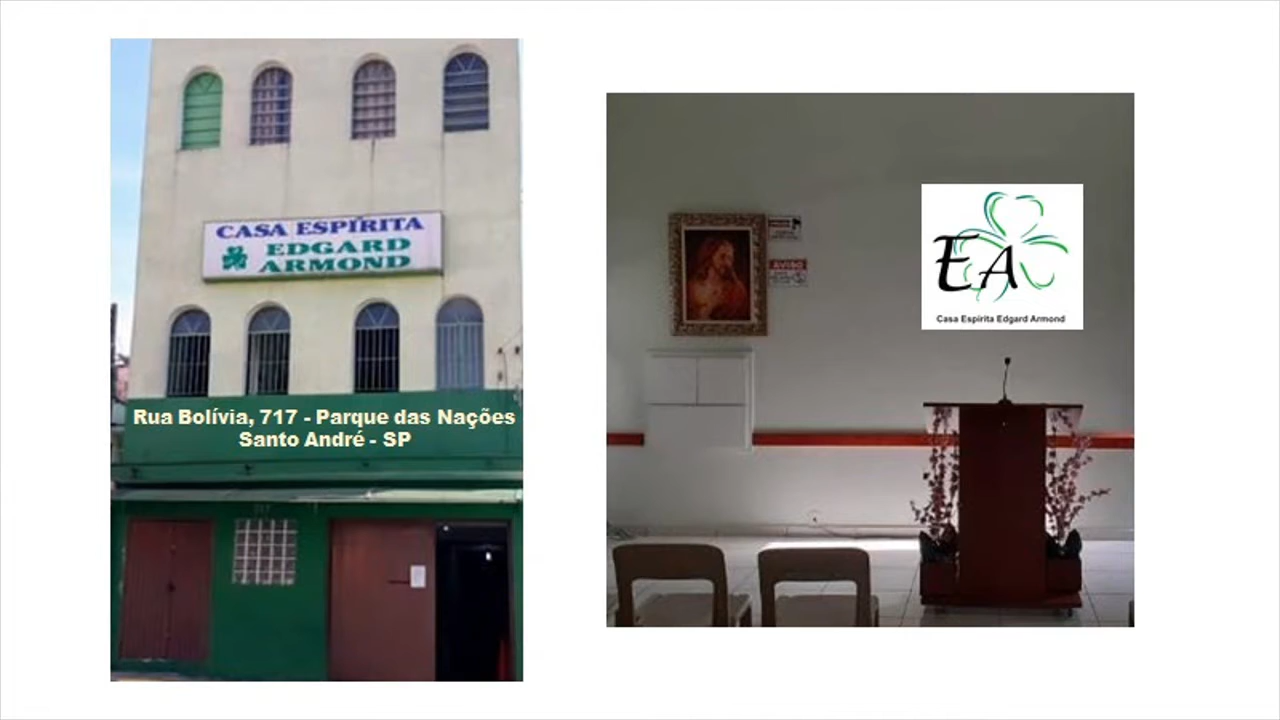 CASA ESPÍRITA
EDGARD
ARMOND
Rua Bolívia, 717 - Parque das Nações
Santo André - SP
717
AVISO
EA
Casa Espírita Edgard Armond